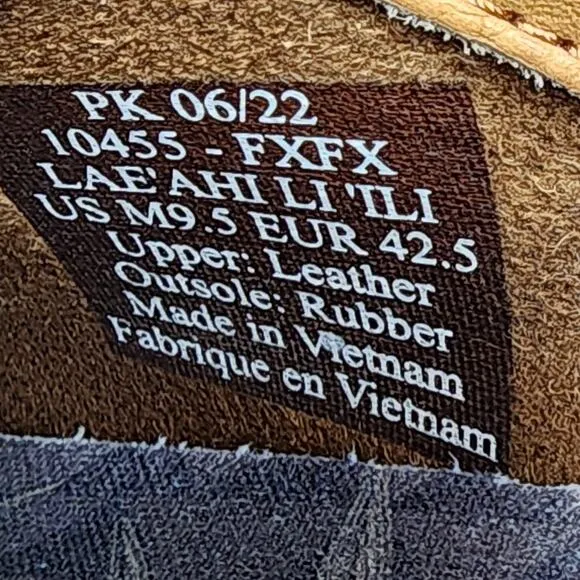 PK 06/22
10455 - FXFX
LAE' AHI LI 'ILI
US M9.5 EUR 42.5
Upper: Leather
Outsole: Rubber
Made in Vietnam
Fabrique en Vietnam